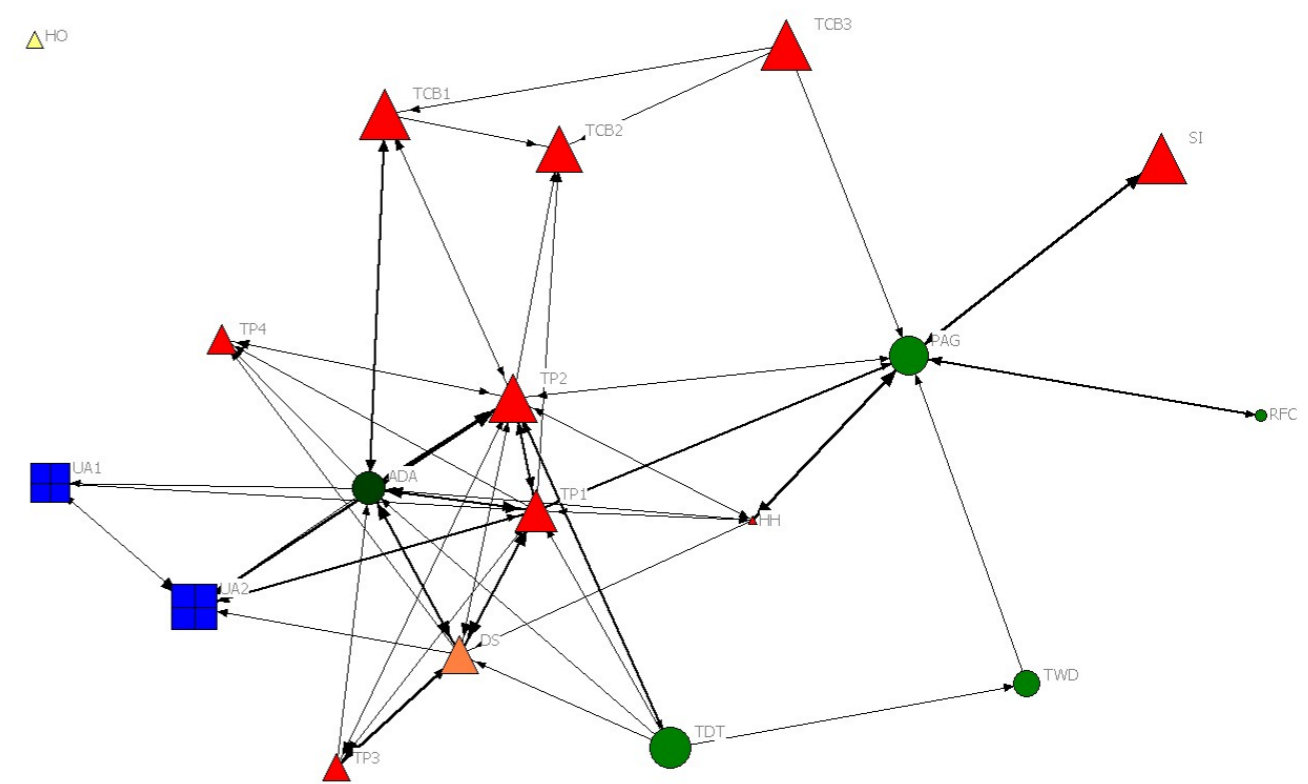 TCB3
HO
TCB1
TCB2
SI
TP4
PAG
TP2
RFC
UA1
ADA
TP1
HH
UA2
DS
TWD
TDT
TP3